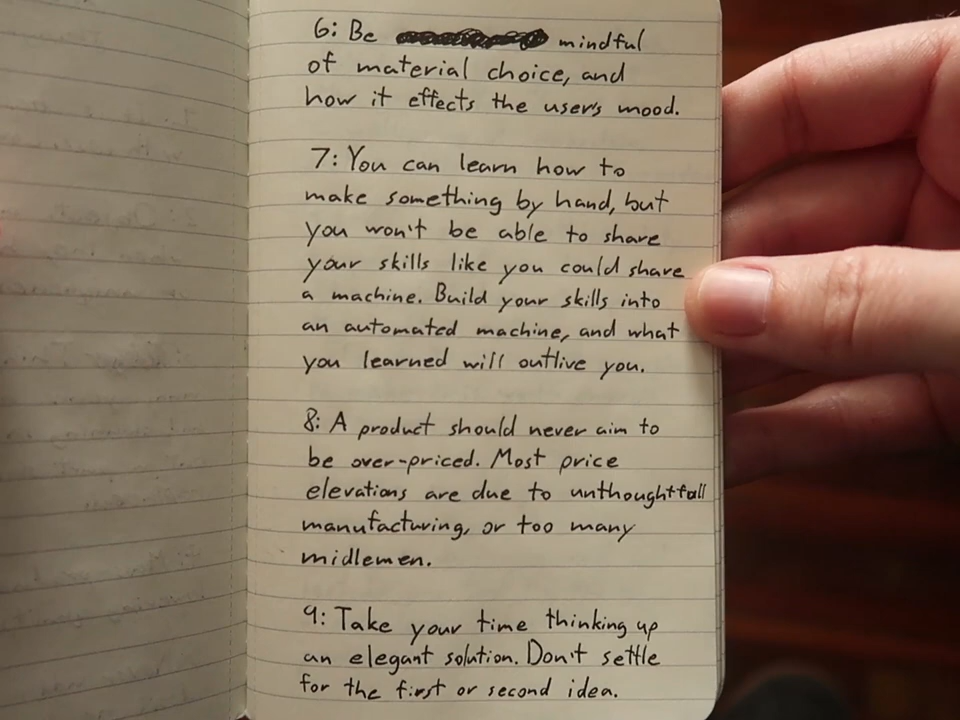 6: Be mindful
of material choice, and
how it effects the user's mood.
7: You can learn how to
make something by hand, but
you won't be able to share
your skills like you could share
a machine. Build your skills into
an automated machine, and what
you learned will outlive you.
8: A product should never aim to
be over-priced. Most price
elevations are due to unthoughtfull
manufacturing, or too many
midlemen.
9: Take your time thinking up
an elegant solution. Don't settle
for the first or second idea.